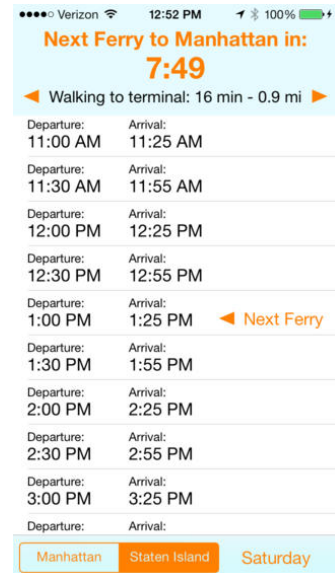 Verizon 12:52 PM 100%
Next Ferry to Manhattan in:
7:49
Walking to terminal: 16 min - 0.9 mi
Departure: Arrival:
11:00 AM 11:25 AM
Departure: Arrival:
11:30 AM 11:55 AM
Departure: Arrival:
12:00 PM 12:25 PM
Departure: Arrival:
12:30 PM 12:55 PM
Departure: Arrival:
1:00 PM 1:25 PM Next Ferry
Departure: Arrival:
1:30 PM 1:55 PM
Departure: Arrival:
2:00 PM 2:25 PM
Departure: Arrival:
2:30 PM 2:55 PM
Departure: Arrival:
3:00 PM 3:25 PM
Departure: Arrival:
Manhattan Staten Island Saturday